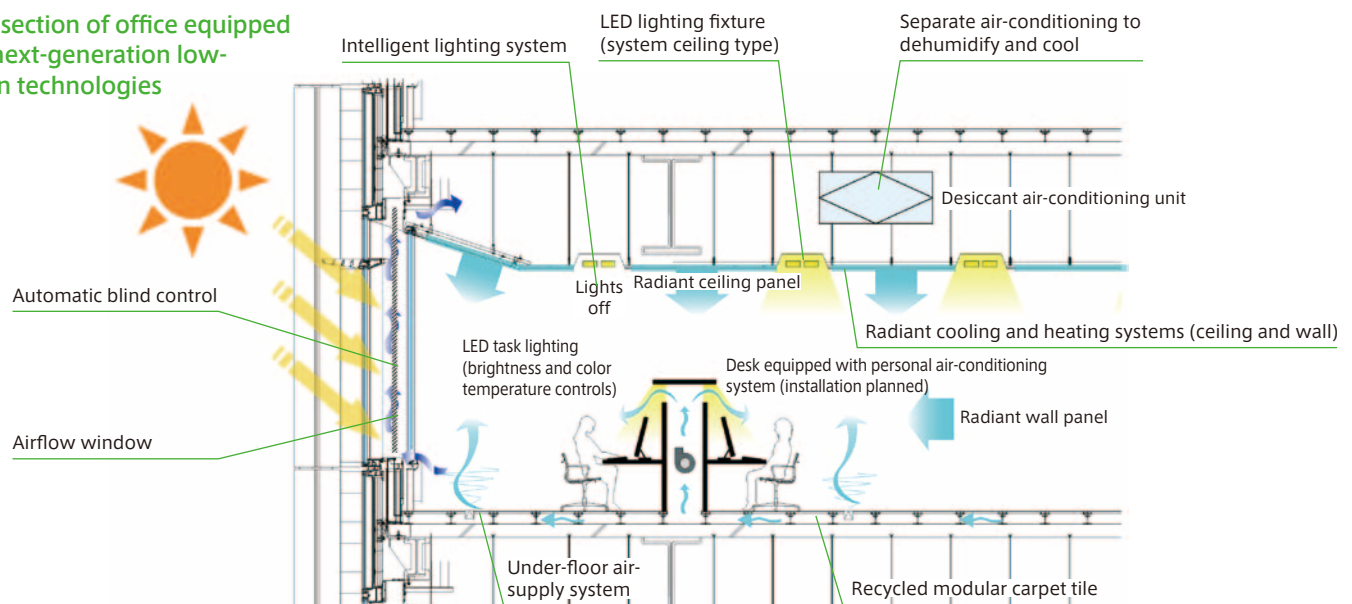 section of office equipped
next-generation low-
n technologies
Intelligent lighting system
LED lighting fixture
(system ceiling type)
Separate air-conditioning to
dehumidify and cool
Desiccant air-conditioning unit
Automatic blind control
Lights
off
Radiant ceiling panel
Radiant cooling and heating systems (ceiling and wall)
LED task lighting
(brightness and color
temperature controls)
Desk equipped with personal air-conditioning
system (installation planned)
Radiant wall panel
Airflow window
b
Under-floor air-
supply system
Recycled modular carpet tile